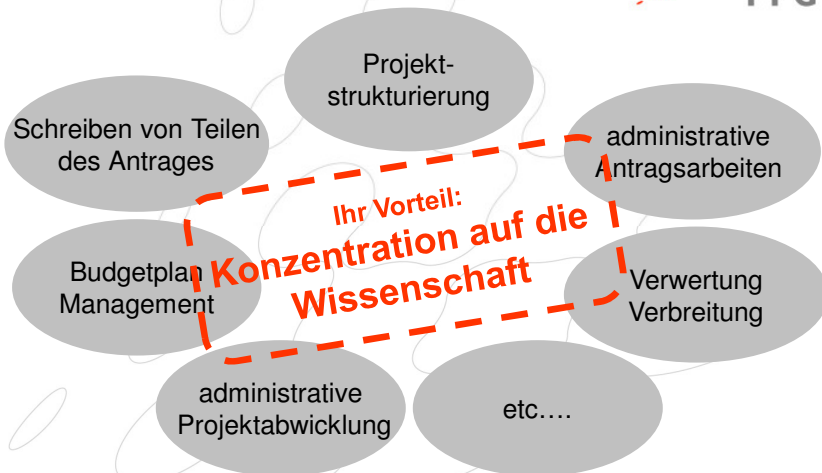 Projekt-
strukturierung
Schreiben von Teilen
des Antrages
administrative
Antragsarbeiten
Ihr Vorteil:
Konzentration auf die
Wissenschaft
Budgetplan
Management
Verwertung
Verbreitung
administrative
Projektabwicklung
etc….